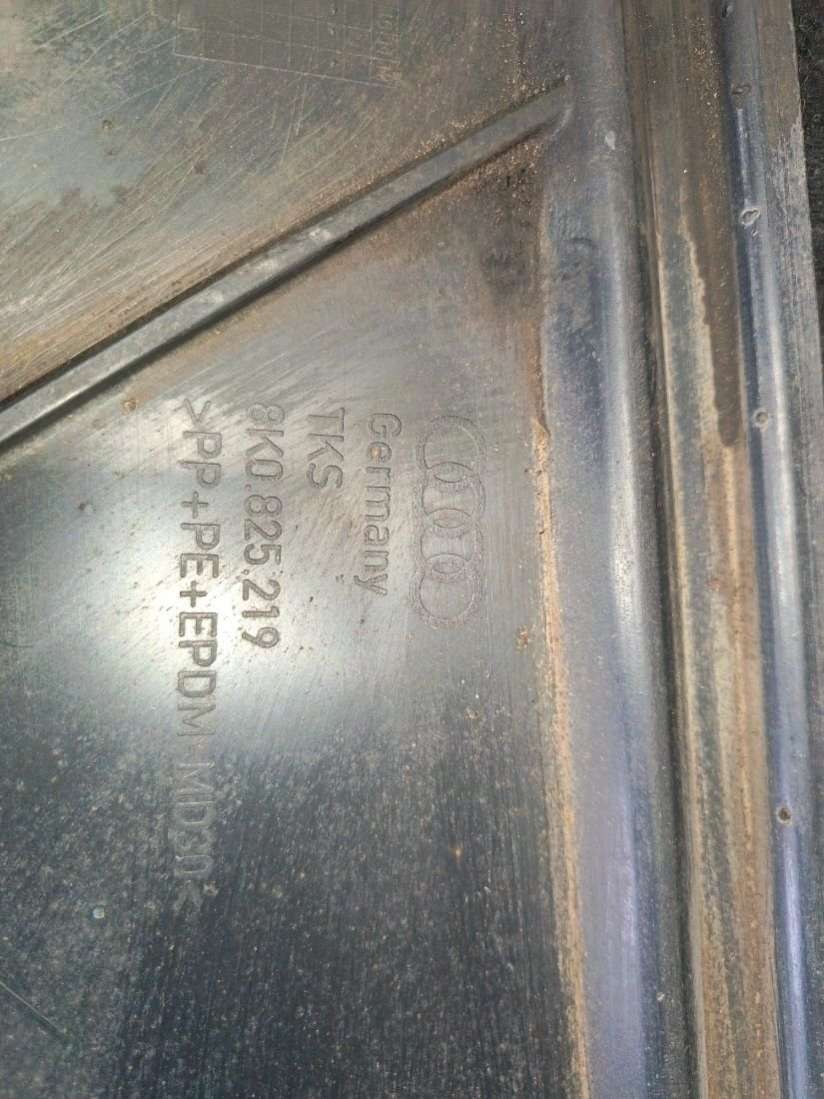 Germany
TKS
8K0.825.219
>PP+PE+EPDM-MD30<